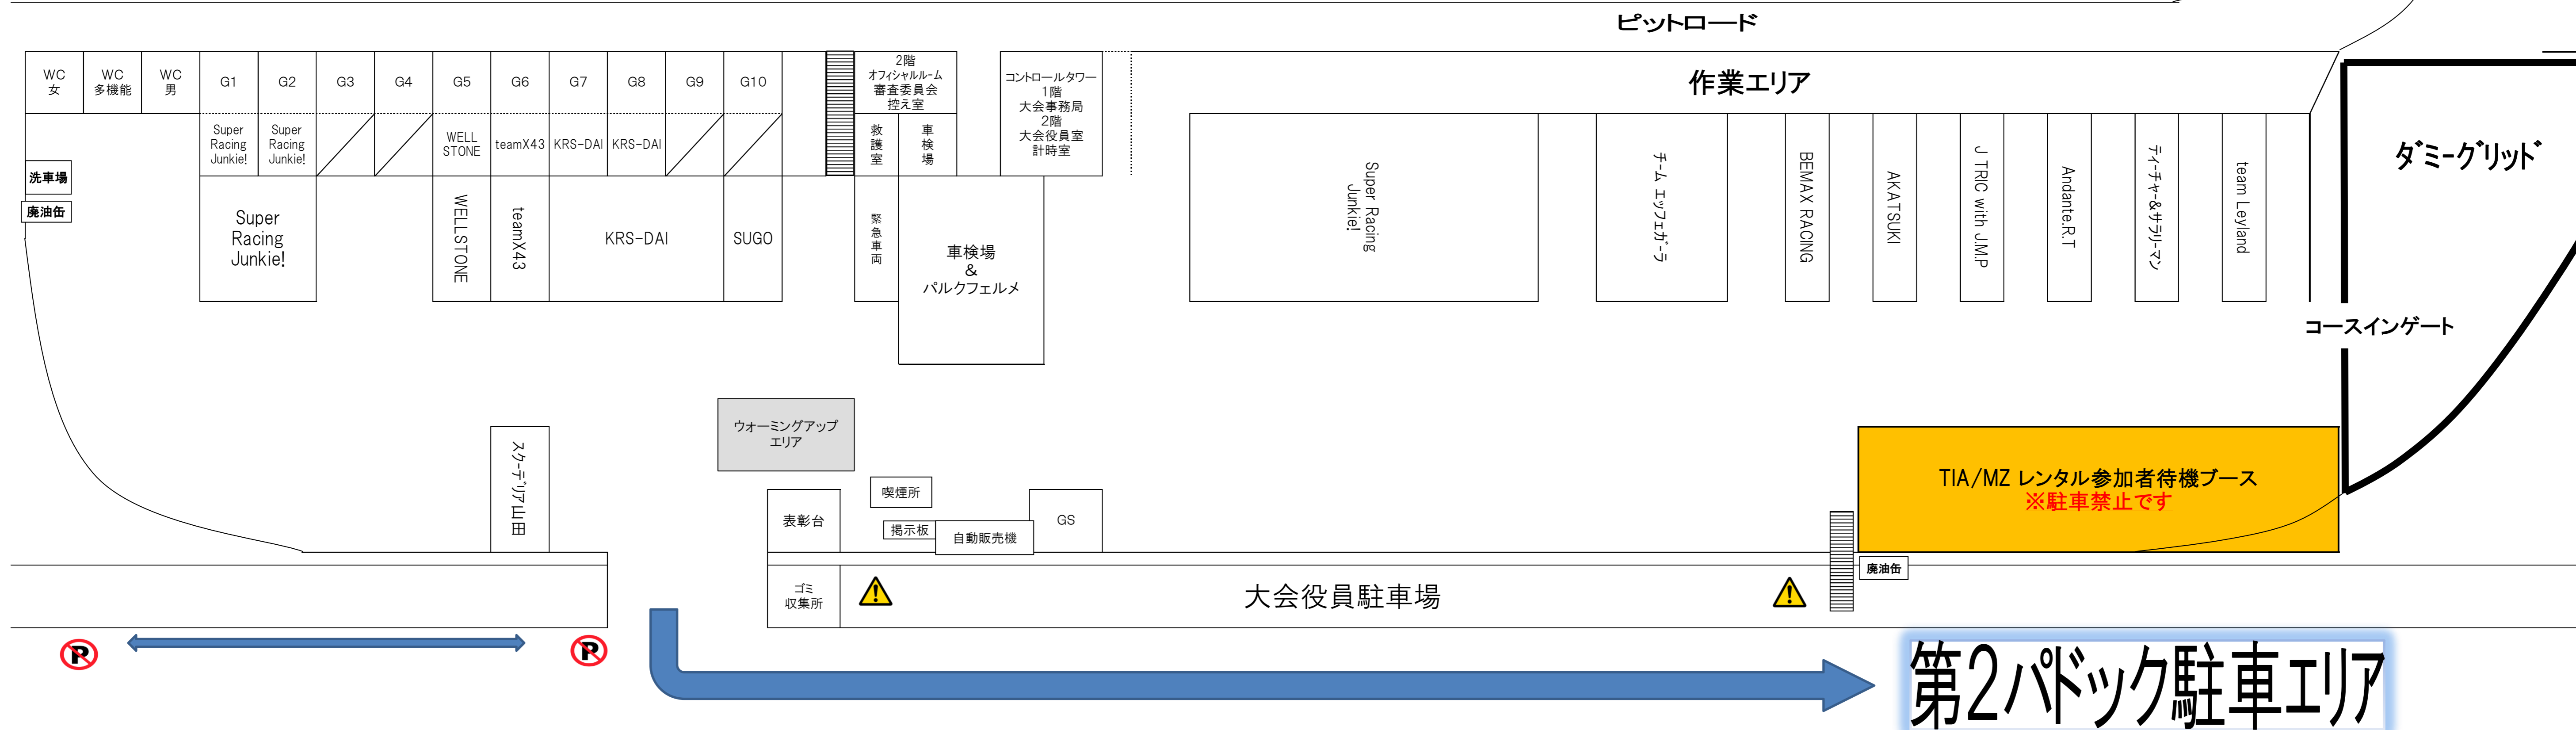 ピットロード
WC
女
WC
多機能
WC
男
G1
G2
G3
G4
G5
G6
G7
G8
G9
G10
2階
オフィシャルルーム
審査委員会
控え室
コントロールタワー
1階
大会事務局
2階
大会役員室
計時室
作業エリア
ダミーグリッド
Super
Racing
Junkie!
Super
Racing
Junkie!
WELL
STONE
teamX43
KRS-DAI
KRS-DAI
救護室
車検場
洗車場
廃油缶
Super
Racing
Junkie!
WELLSTONE
teamX43
KRS-DAI
SUGO
緊急車両
車検場
&
パルクフェルメ
Super Racing
Junkie!
チーム エッフェガーラ
BEMAX RACING
AKATSUKI
J TRIC with J.M.P
Andante.R.T
ティーチャー&サラリーマン
team Leyland
コースインゲート
ウォーミングアップ
エリア
スクーデリア山田
喫煙所
表彰台
掲示板
自動販売機
GS
TIA/MZ レンタル参加者待機ブース
※駐車禁止です
廃油缶
ゴミ
収集所
大会役員駐車場
P
P
第2パドック駐車エリア